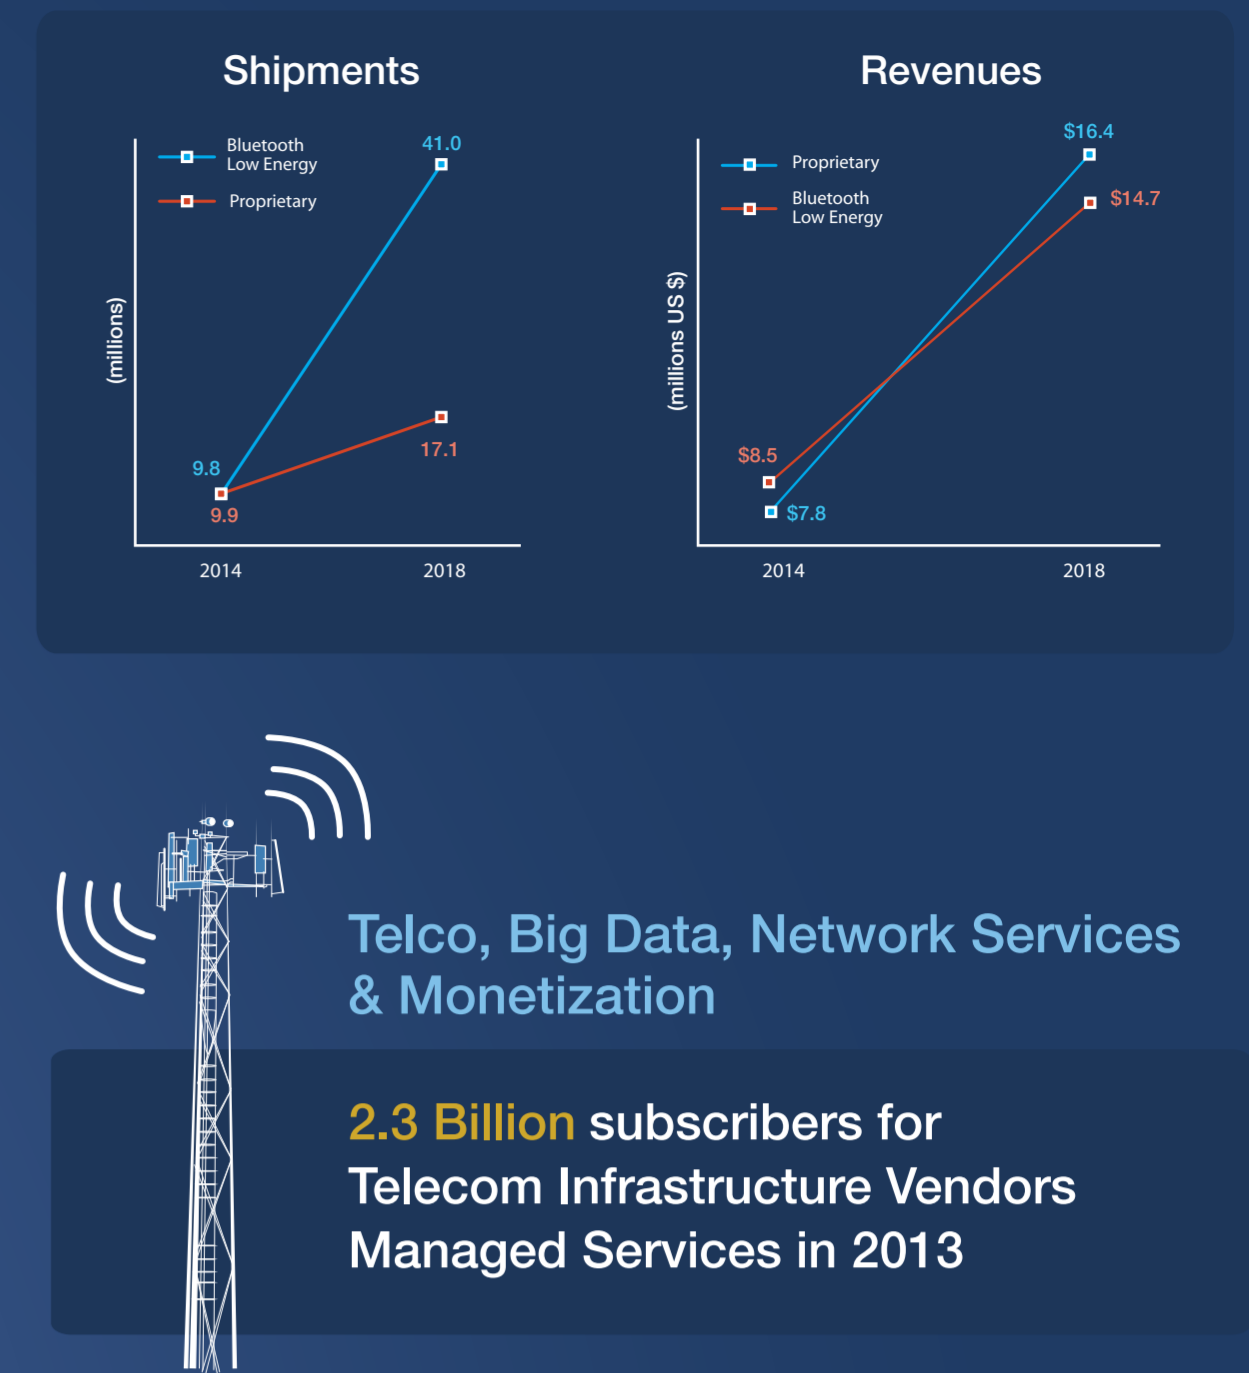 Shipments
Bluetooth
Low Energy
Proprietary
41.0
17.1
9.8
9.9
(millions)
2014
2018
Revenues
Proprietary
Bluetooth
Low Energy
$16.4
$14.7
$8.5
$7.8
(millions US $)
2014
2018
Telco, Big Data, Network Services
& Monetization
2.3 Billion subscribers for
Telecom Infrastructure Vendors
Managed Services in 2013